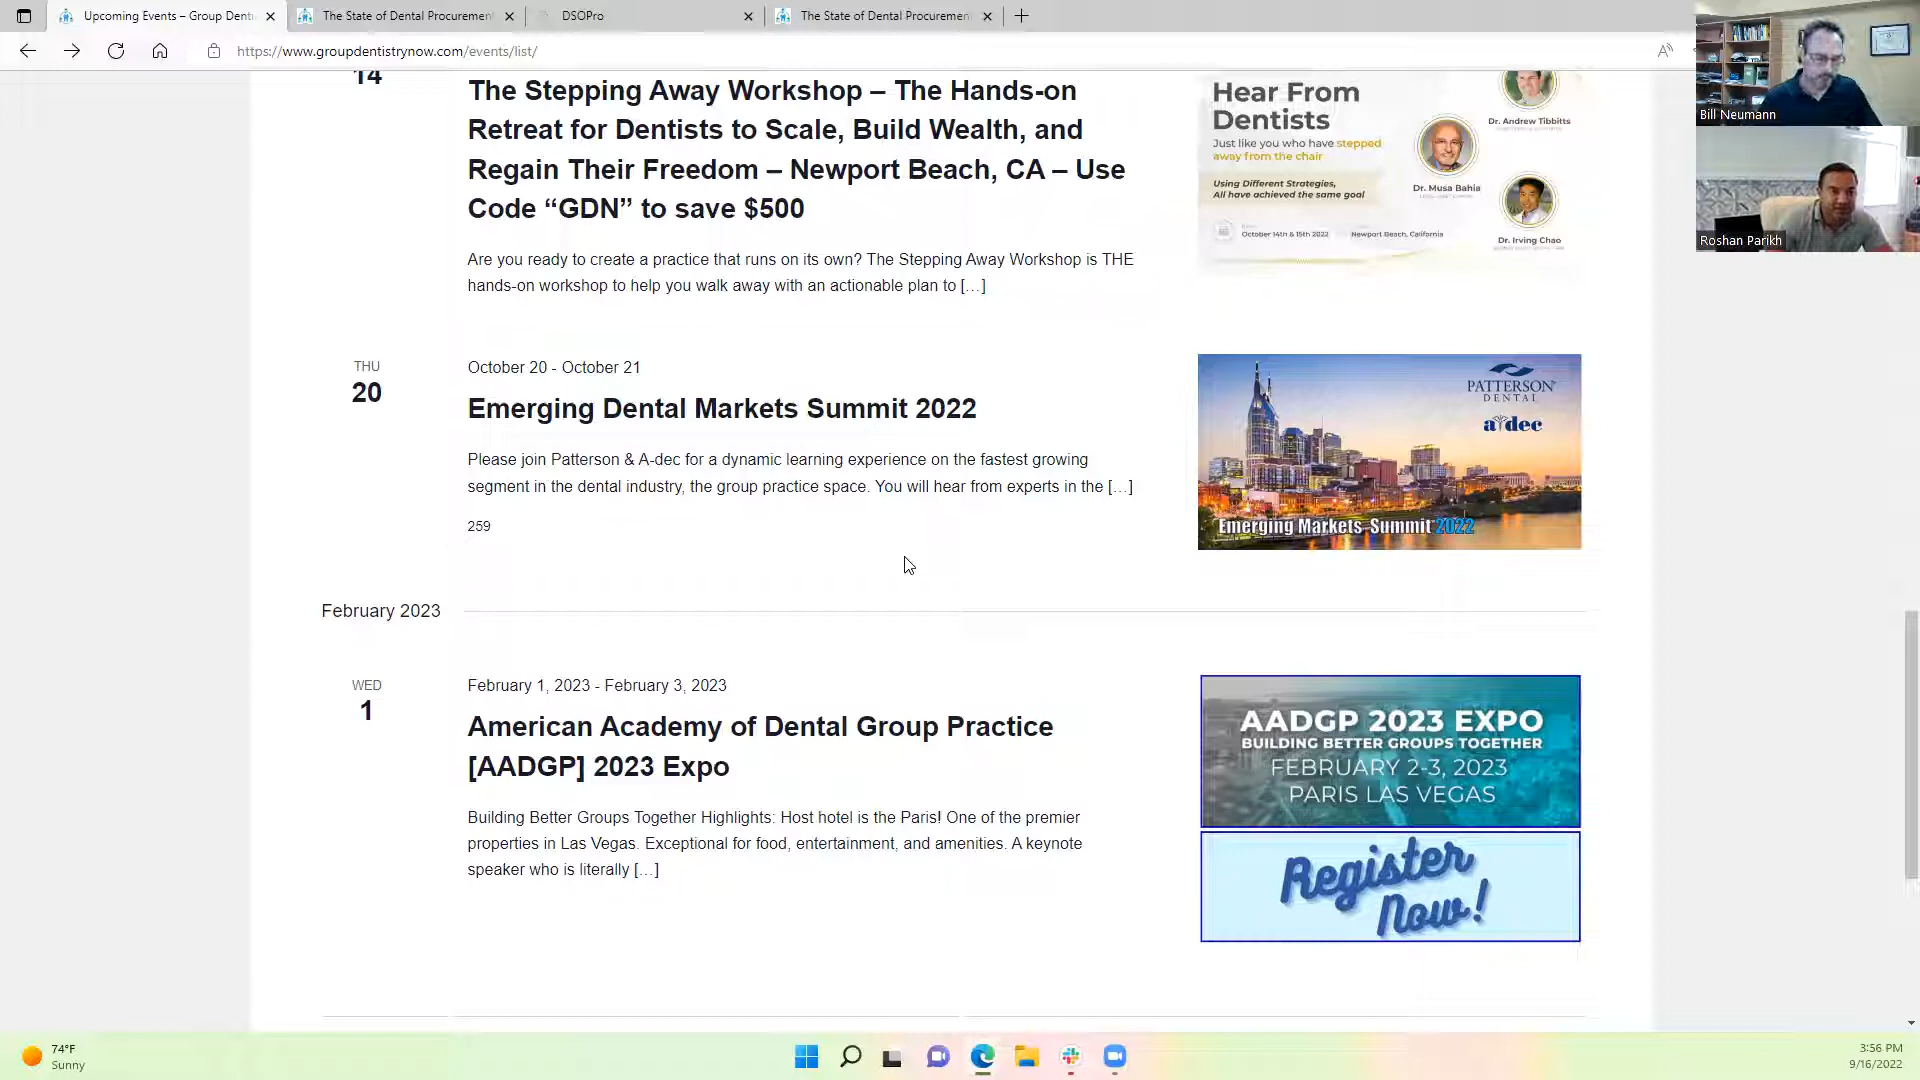 Upcoming Events – Group Denti
The State of Dental Procurement
DSOPro
The State of Dental Procurement
https://www.groupdentistrynow.com/events/list/
14
The Stepping Away Workshop – The Hands-on
Retreat for Dentists to Scale, Build Wealth, and
Regain Their Freedom – Newport Beach, CA – Use
Code “GDN” to save $500
Are you ready to create a practice that runs on its own? The Stepping Away Workshop is THE
hands-on workshop to help you walk away with an actionable plan to […]
Hear From
Dentists
Just like you who have stepped
away from the chair
Using Different Strategies,
All have achieved the same goal
October 14th & 15th 2022
Newport Beach, California
Dr. Andrew Tibbitts
Dr. Musa Bahia
Dr. Irving Chao
THU
20
October 20 - October 21
Emerging Dental Markets Summit 2022
Please join Patterson & A-dec for a dynamic learning experience on the fastest growing
segment in the dental industry, the group practice space. You will hear from experts in the […]
259
PATTERSON
DENTAL
a-dec
Emerging Markets Summit 2022
February 2023
WED
1
February 1, 2023 - February 3, 2023
American Academy of Dental Group Practice
[AADGP] 2023 Expo
Building Better Groups Together Highlights: Host hotel is the Paris! One of the premier
properties in Las Vegas. Exceptional for food, entertainment, and amenities. A keynote
speaker who is literally […]
AADGP 2023 EXPO
BUILDING BETTER GROUPS TOGETHER
FEBRUARY 2-3, 2023
PARIS LAS VEGAS
Register
Now!
Bill Neumann
Roshan Parikh
74°F
Sunny
3:56 PM
9/16/2022